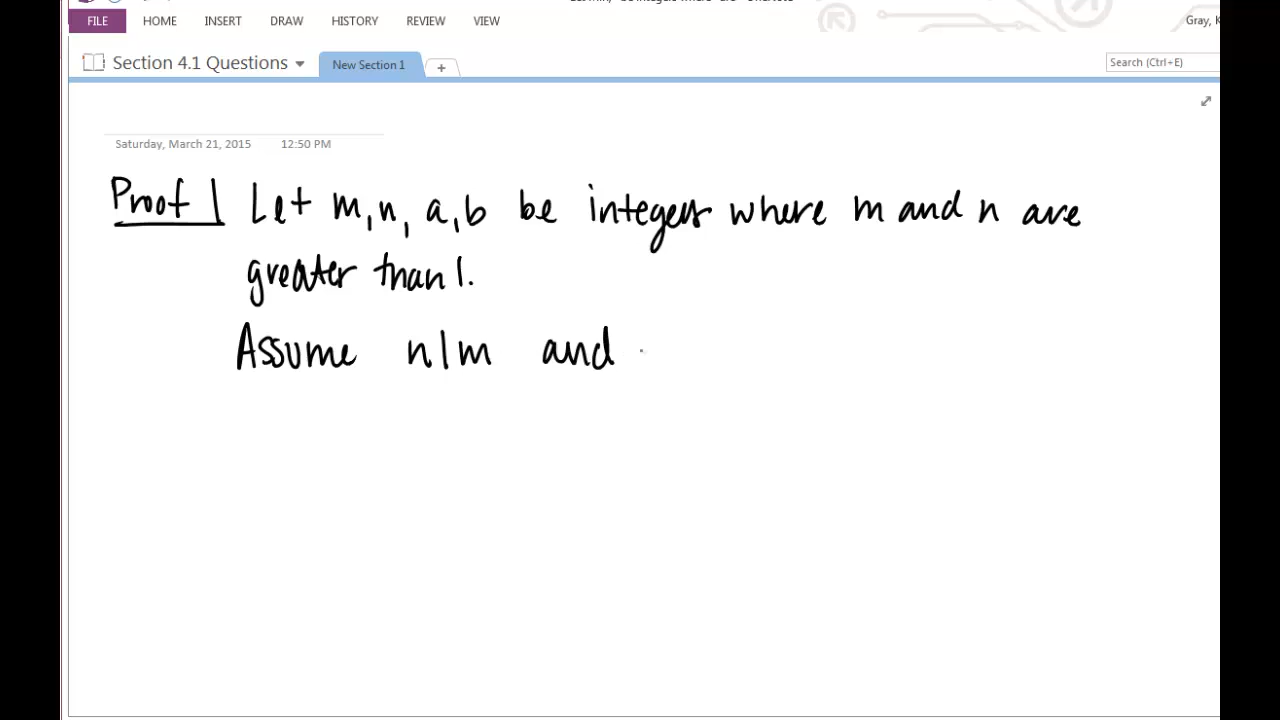 FILE HOME INSERT DRAW HISTORY REVIEW VIEW Gray, K
Section 4.1 Questions New Section 1 + Search (Ctrl+E)
Saturday, March 21, 2015 12:50 PM
Proof 1 Let m, n, a, b be integers where m and n are
greater than 1.
Assume n|m and